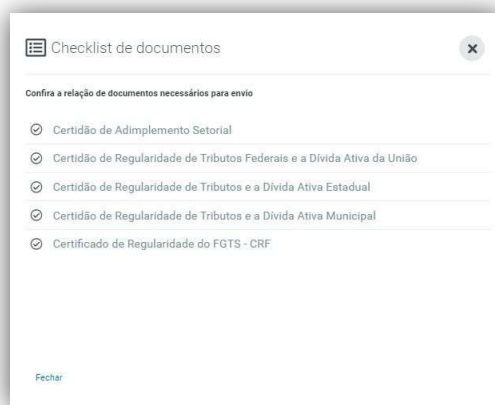 Checklist de documentos
Confira a relação de documentos necessários para envio
Certidão de Adimplemento Setorial
Certidão de Regularidade de Tributos Federais e a Dívida Ativa da União
Certidão de Regularidade de Tributos e a Dívida Ativa Estadual
Certidão de Regularidade de Tributos e a Dívida Ativa Municipal
Certificado de Regularidade do FGTS - CRF
Fechar